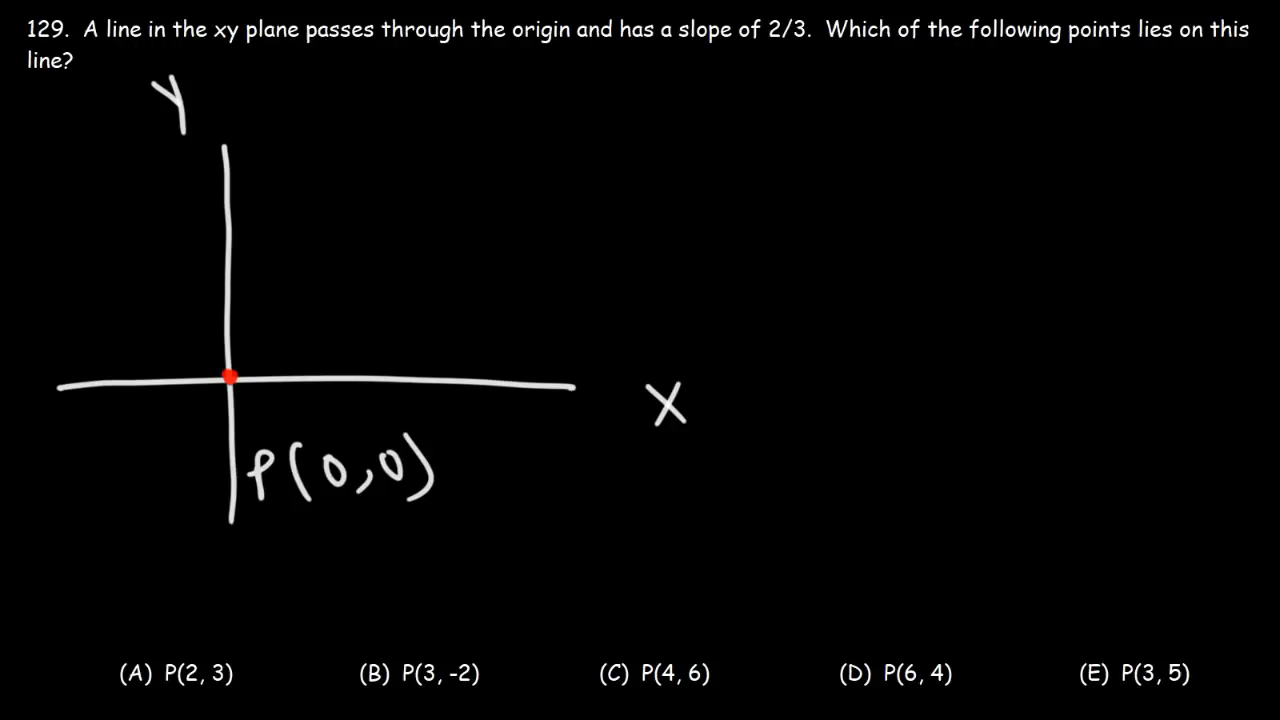 129. A line in the xy plane passes through the origin and has a slope of 2/3. Which of the following points lies on this
line?
Y
X
P(0,0)
(A) P(2, 3) (B) P(3, -2) (C) P(4, 6) (D) P(6, 4) (E) P(3, 5)